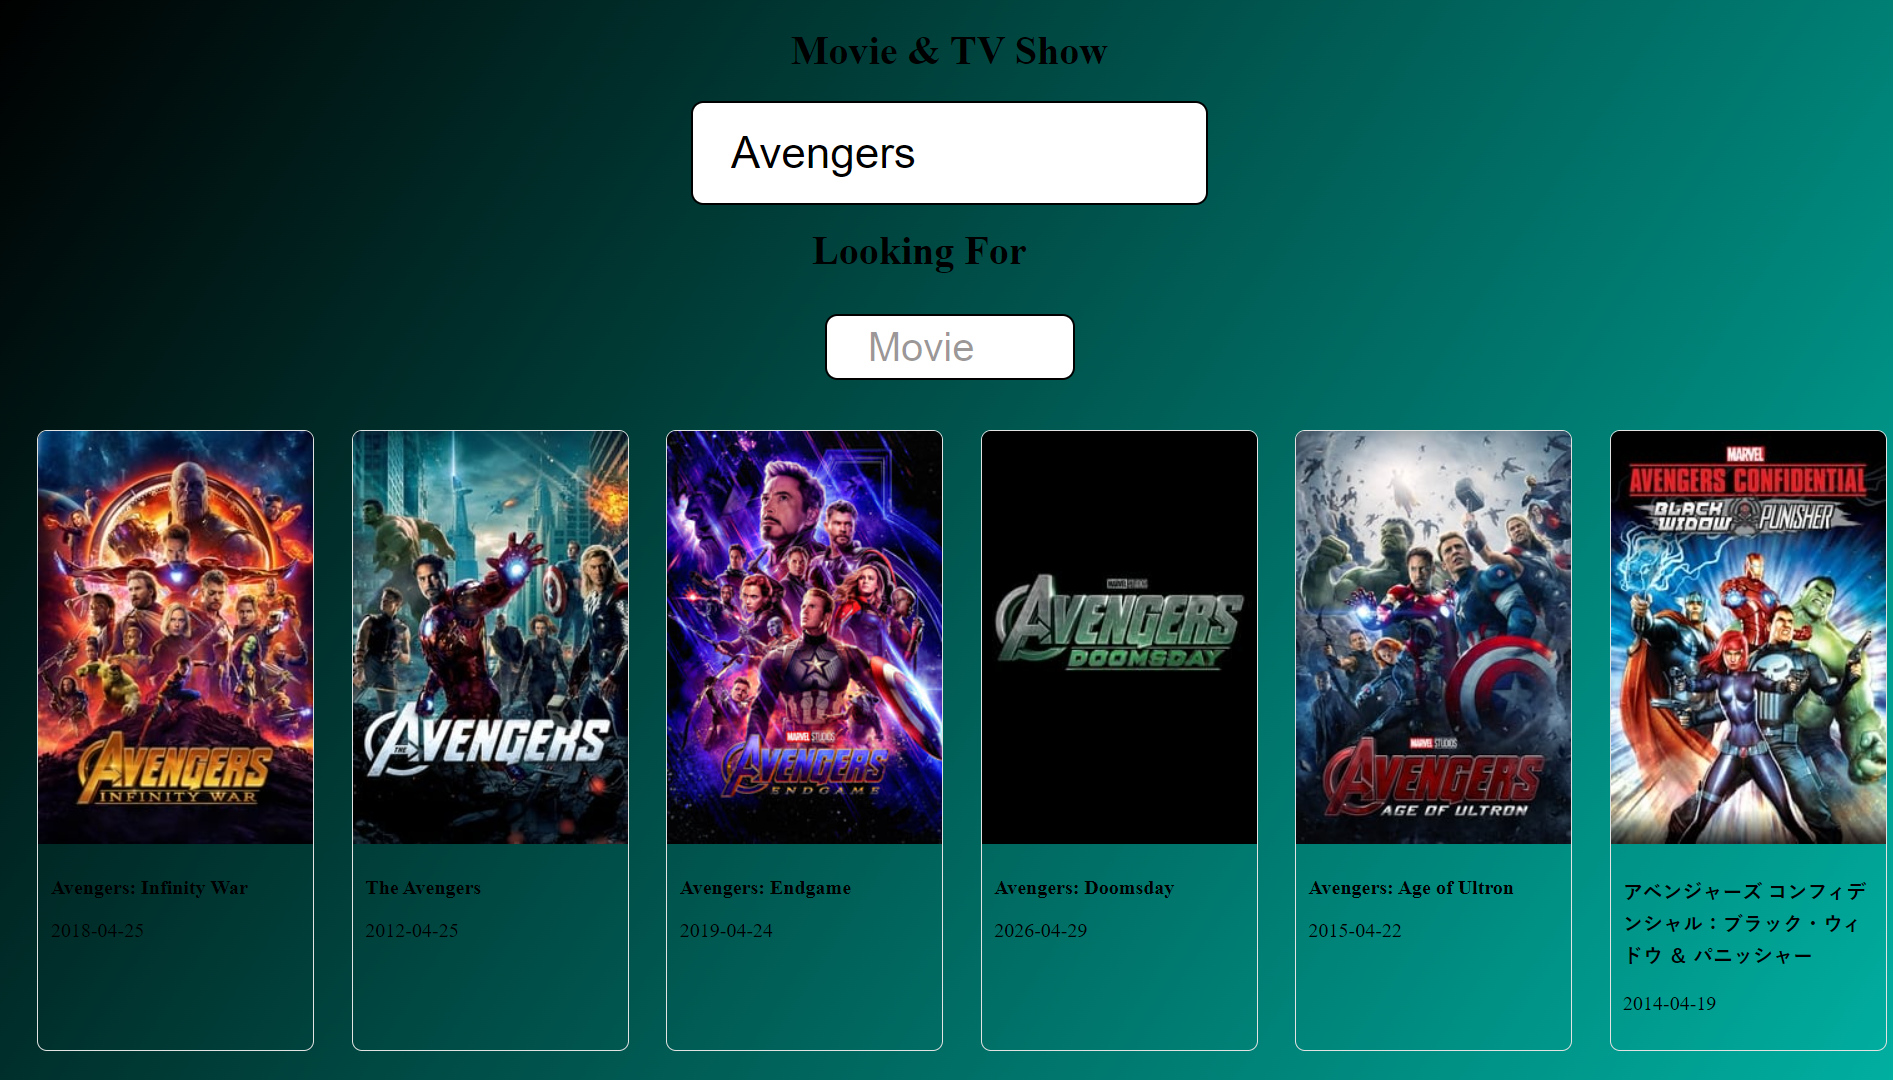 Movie & TV Show
Avengers
Looking For
Movie
AVENGERS
INFINITY WAR
THE AVENGERS
MARVEL STUDIOS
AVENGERS
ENDGAME
MARVEL STUDIOS
AVENGERS
DOOMSDAY
MARVEL STUDIOS
AVENGERS
AGE OF ULTRON
MARVEL
AVENGERS CONFIDENTIAL
BLACK WIDOW PUNISHER
Avengers: Infinity War
2018-04-25
The Avengers
2012-04-25
Avengers: Endgame
2019-04-24
Avengers: Doomsday
2026-04-29
Avengers: Age of Ultron
2015-04-22
アベンジャーズ コンフィデ
ンシャル：ブラック・ウィ
ドウ ＆ パニッシャー
2014-04-19